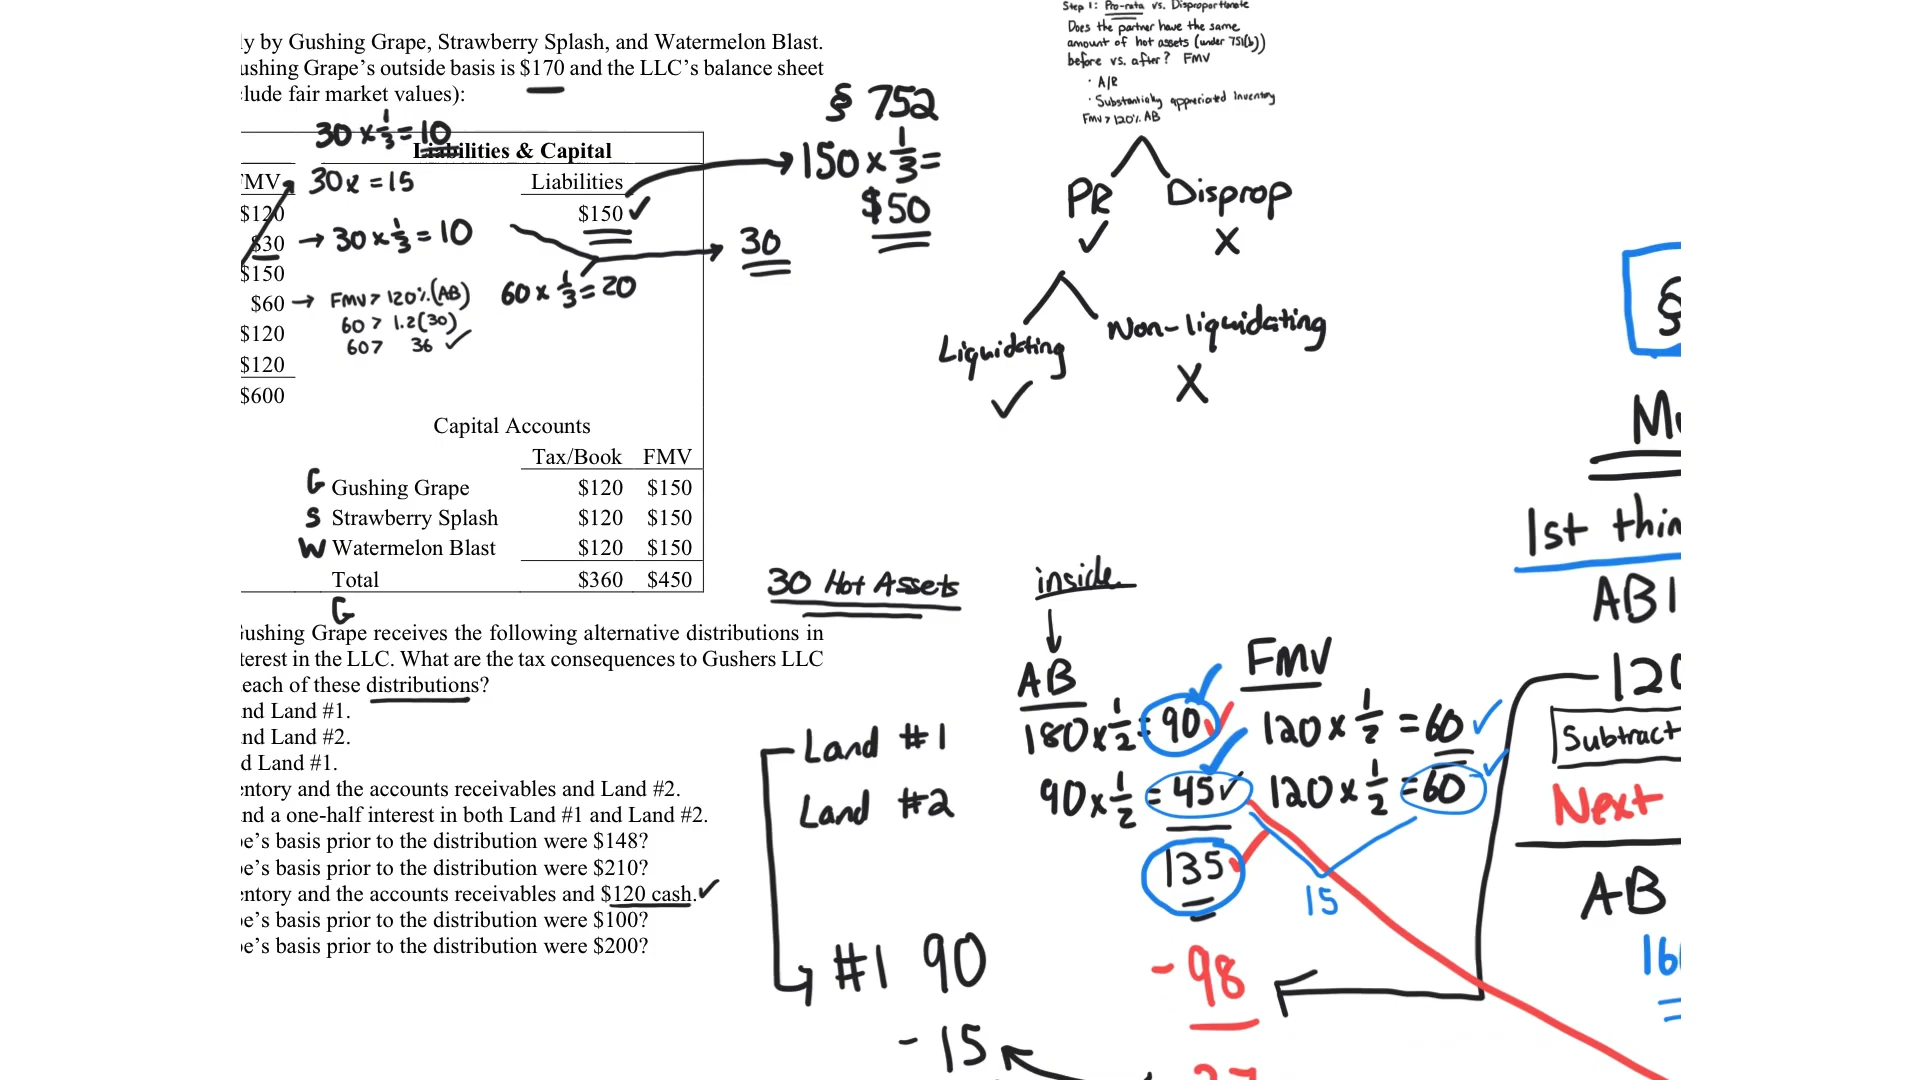 ly by Gushing Grape, Strawberry Splash, and Watermelon Blast.
ushing Grape's outside basis is $170 and the LLC's balance sheet
lude fair market values):
30 x 1/3 = 10
Liabilities & Capital
FMV
30x = 15
Liabilities
$120
$150 ✓
$30 → 30 x 1/3 = 10
$150
$60 → FMV > 120% (AB)
60 > 1.2(30)
60 > 36 ✓
60 x 1/3 = 20
30
$120
$120
$600
Capital Accounts
Tax/Book FMV
G Gushing Grape $120 $150
S Strawberry Splash $120 $150
W Watermelon Blast $120 $150
Total $360 $450
G
Gushing Grape receives the following alternative distributions in
terest in the LLC. What are the tax consequences to Gushers LLC
each of these distributions?
nd Land #1.
nd Land #2.
d Land #1.
entory and the accounts receivables and Land #2.
nd a one-half interest in both Land #1 and Land #2.
e's basis prior to the distribution were $148?
e's basis prior to the distribution were $210?
entory and the accounts receivables and $120 cash. ✓
e's basis prior to the distribution were $100?
e's basis prior to the distribution were $200?
§ 752
150 x 1/3 =
$50
Step 1: Pro-rata vs. Disproportionate
Does the partner have the same
amount of hot assets (under 751(b))
before vs. after? FMV
· A/R
· Substantially appreciated Inventory
FMV > 120% AB
PR Disprop
✓ X
Liquidating Non-liquidating
✓ X
30 Hot Assets
inside
AB FMV
Land #1 180 x 1/2 = 90 ✓ 120 x 1/2 = 60 ✓
Land #2 90 x 1/2 = 45 ✓ 120 x 1/2 = 60 ✓
135
15
#1 90
- 98
- 15
§
1st thin
AB
120
Subtract
Next
AB
16